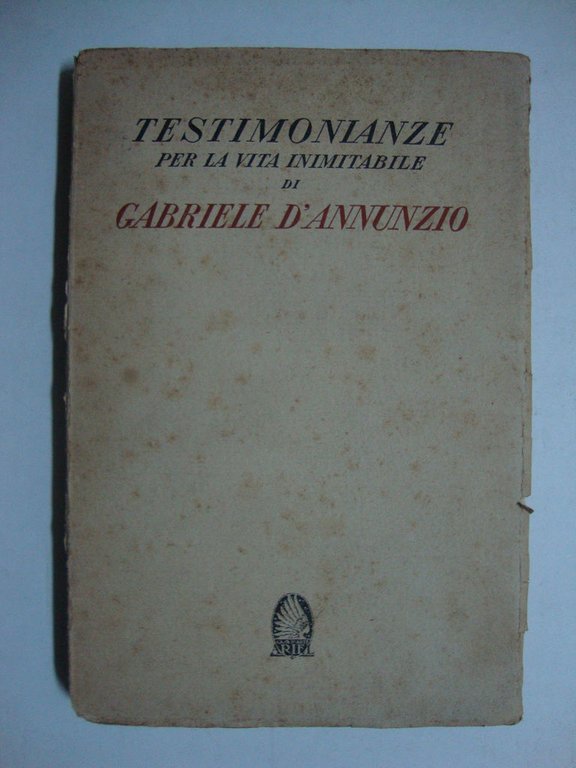 TESTIMONIANZE
PER LA VITA INIMITABILE
DI
GABRIELE D'ANNUNZIO
ARIEL